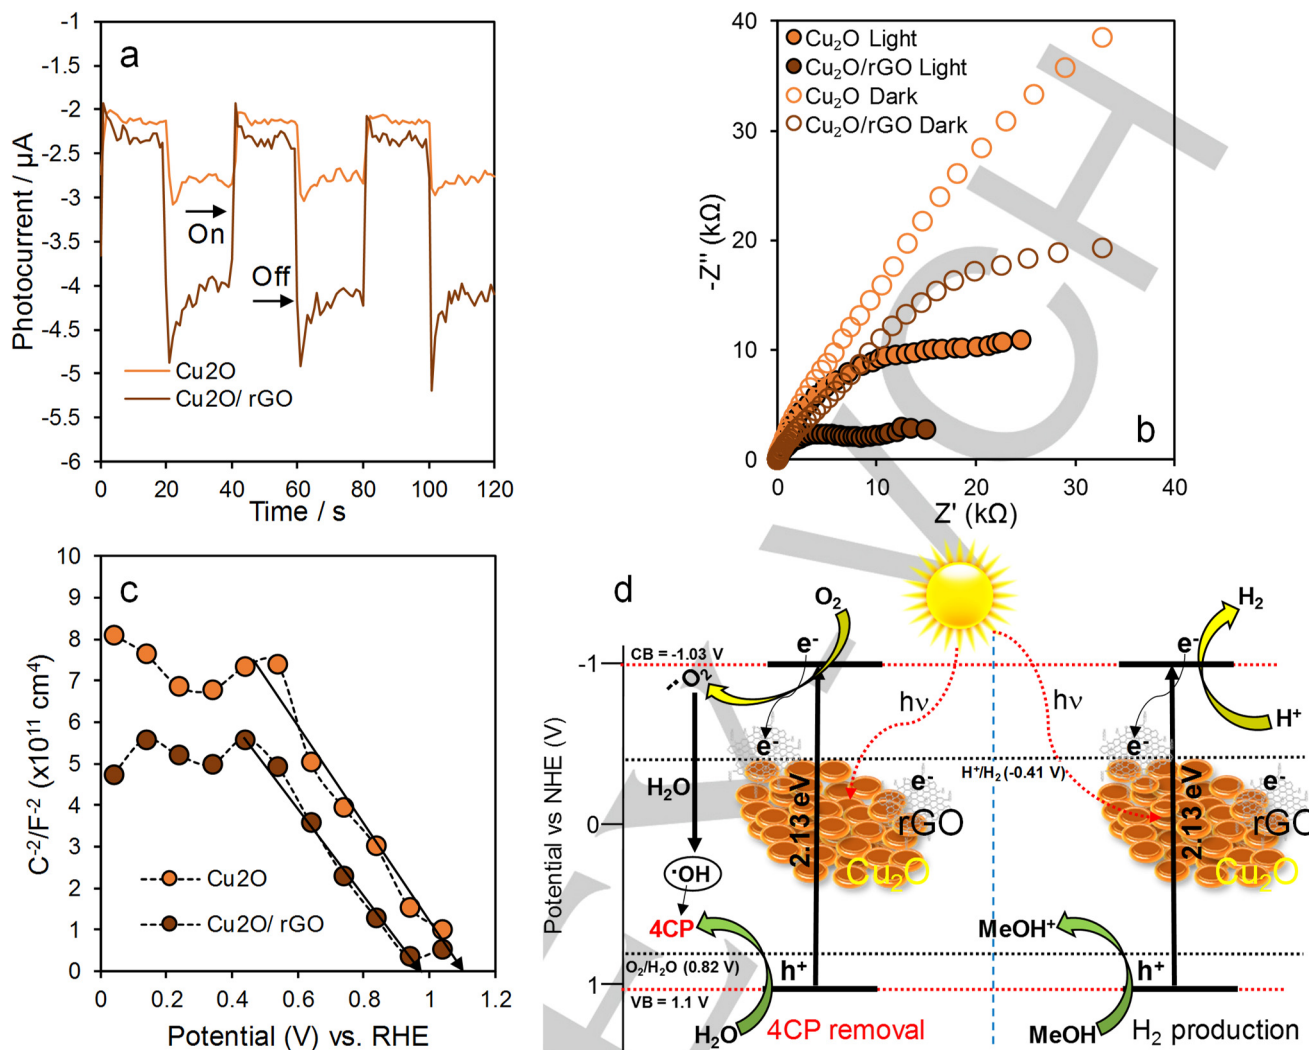 a
-1
-1.5
-2
-2.5
-3
-3.5
-4
-4.5
-5
-5.5
-6
Photocurrent / µA
On
Off
Cu2O
Cu2O/ rGO
0 20 40 60 80 100 120
Time / s
Cu₂O Light
Cu₂O/rGO Light
Cu₂O Dark
Cu₂O/rGO Dark
40
30
20
10
0
-Z" (kΩ)
b
0 10 20 30 40
Z' (kΩ)
c
10
9
8
7
6
5
4
3
2
1
0
C⁻²/F⁻² (x10¹¹ cm⁴)
Cu2O
Cu2O/ rGO
0 0.2 0.4 0.6 0.8 1 1.2
Potential (V) vs. RHE
d
O₂
H₂
CB = -1.03 V
e⁻
e⁻
-1
·⁻O₂
hν
hν
H⁺
e⁻
e⁻
Potential vs NHE (V)
H⁺/H₂ (-0.41 V)
H₂O
e⁻
e⁻
0
2.13 eV
rGO
2.13 eV
rGO
Cu₂O
Cu₂O
·OH
4CP
MeOH⁺
O₂/H₂O (0.82 V)
h⁺
h⁺
1
VB = 1.1 V
H₂O
4CP removal
MeOH
H₂ production